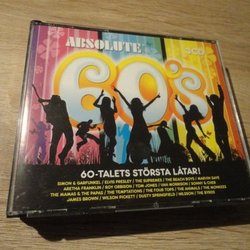 ABSOLUTE
3CD
60's
60-TALETS STÖRSTA LÅTAR!
SIMON & GARFUNKEL / ELVIS PRESLEY / THE SUPREMES / THE BEACH BOYS / MARVIN GAYE
ARETHA FRANKLIN / ROY ORBISON / TOM JONES / VAN MORRISON / SONNY & CHER
THE MAMAS & THE PAPAS / THE TEMPTATIONS / THE FOUR TOPS / THE ANIMALS / THE MONKEES
JAMES BROWN / WILSON PICKETT / DUSTY SPRINGFIELD / NILSSON / THE BYRDS